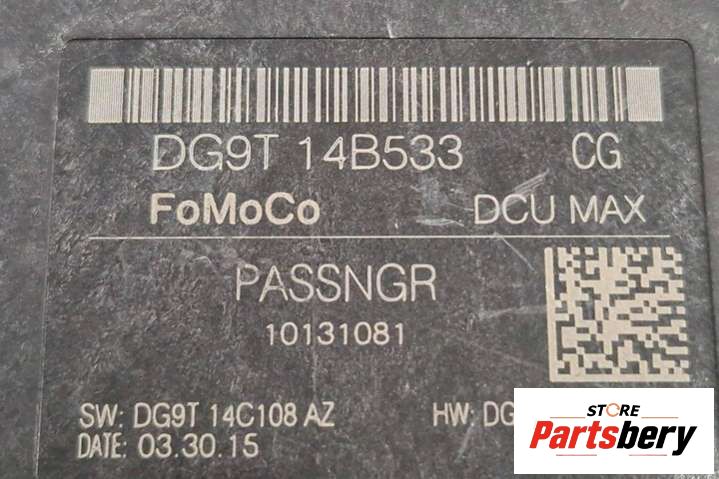 DG9T 14B533 CG
FoMoCo DCU MAX
PASSNGR
10131081
SW: DG9T 14C108 AZ HW: DG
DATE: 03.30.15
STORE
Partsbery